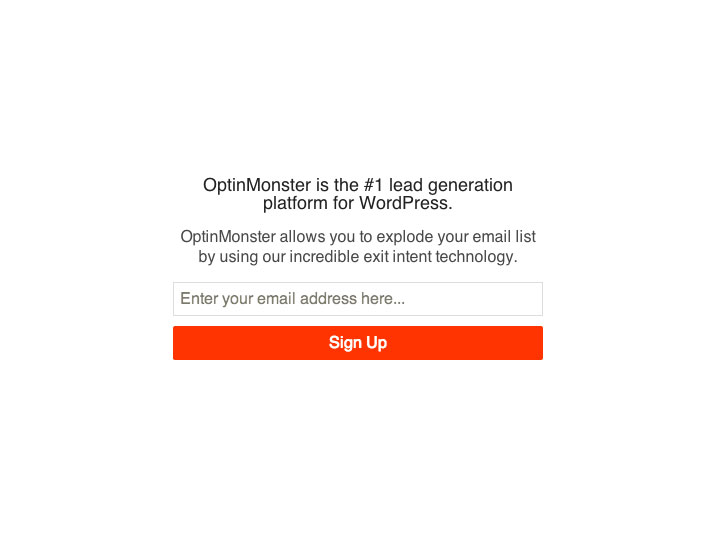 OptinMonster is the #1 lead generation
platform for WordPress.
OptinMonster allows you to explode your email list
by using our incredible exit intent technology.
Enter your email address here...
Sign Up